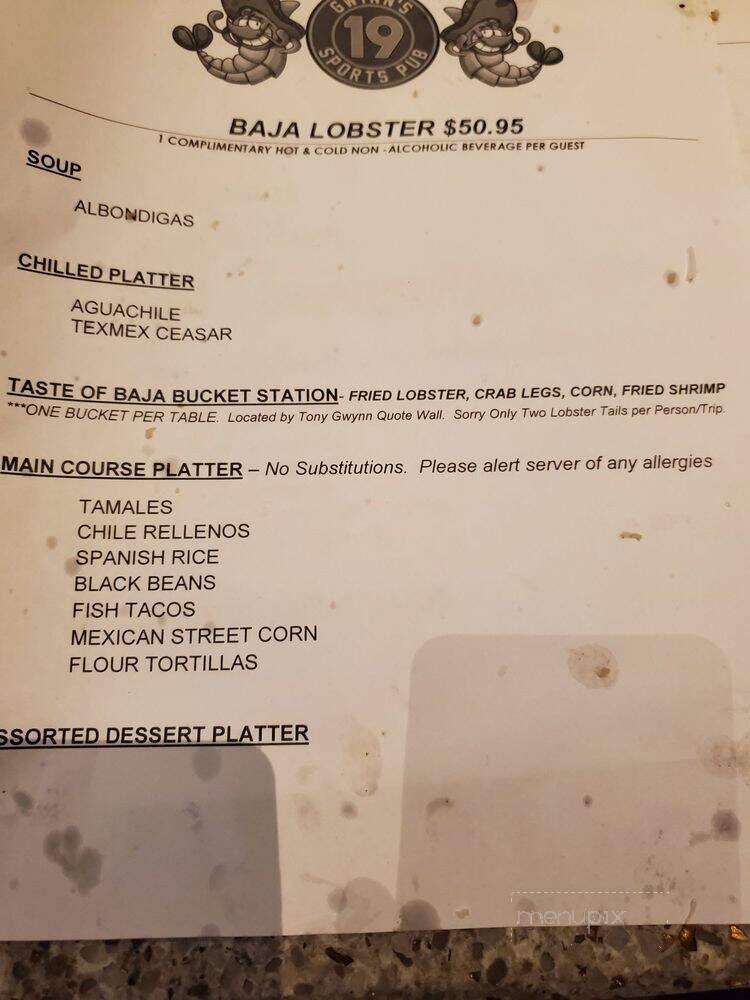 GWYNN'S
19
SPORTS PUB
BAJA LOBSTER $50.95
1 COMPLIMENTARY HOT & COLD NON - ALCOHOLIC BEVERAGE PER GUEST
SOUP
ALBONDIGAS
CHILLED PLATTER
AGUACHILE
TEXMEX CEASAR
TASTE OF BAJA BUCKET STATION- FRIED LOBSTER, CRAB LEGS, CORN, FRIED SHRIMP
***ONE BUCKET PER TABLE. Located by Tony Gwynn Quote Wall. Sorry Only Two Lobster Tails per Person/Trip.
MAIN COURSE PLATTER – No Substitutions. Please alert server of any allergies
TAMALES
CHILE RELLENOS
SPANISH RICE
BLACK BEANS
FISH TACOS
MEXICAN STREET CORN
FLOUR TORTILLAS
SSORTED DESSERT PLATTER
menupix